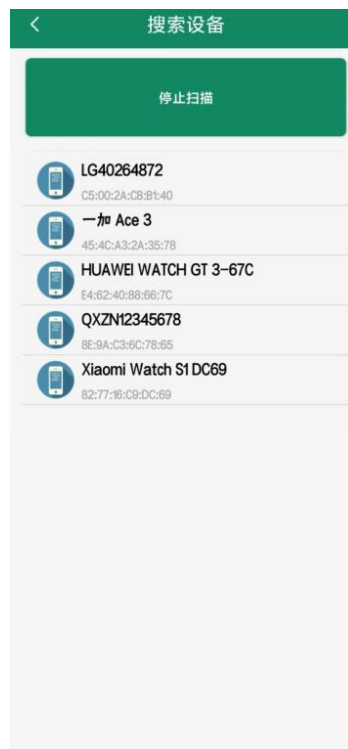 搜索设备
停止扫描
LG40264872
C5:00:2A:CB:B1:40
一加 Ace 3
45:4C:A3:2A:35:78
HUAWEI WATCH GT 3-67C
E4:62:40:88:66:7C
QXZN12345678
8E:9A:C3:6C:78:65
Xiaomi Watch S1 DC69
82:77:16:C9:DC:69